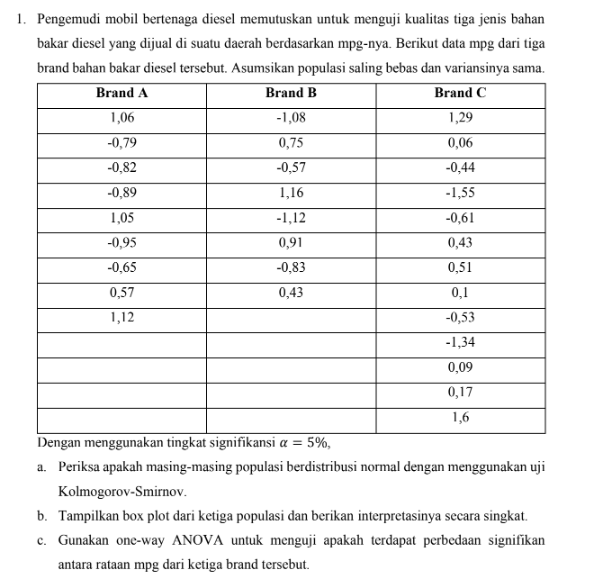 1. Pengemudi mobil bertenaga diesel memutuskan untuk menguji kualitas tiga jenis bahan
bakar diesel yang dijual di suatu daerah berdasarkan mpg-nya. Berikut data mpg dari tiga
brand bahan bakar diesel tersebut. Asumsikan populasi saling bebas dan variansinya sama.
Brand A Brand B Brand C
1,06 -1,08 1,29
-0,79 0,75 0,06
-0,82 -0,57 -0,44
-0,89 1,16 -1,55
1,05 -1,12 -0,61
-0,95 0,91 0,43
-0,65 -0,83 0,51
0,57 0,43 0,1
1,12 -0,53
-1,34
0,09
0,17
1,6
Dengan menggunakan tingkat signifikansi α = 5%,
a. Periksa apakah masing-masing populasi berdistribusi normal dengan menggunakan uji
Kolmogorov-Smirnov.
b. Tampilkan box plot dari ketiga populasi dan berikan interpretasinya secara singkat.
c. Gunakan one-way ANOVA untuk menguji apakah terdapat perbedaan signifikan
antara rataan mpg dari ketiga brand tersebut.